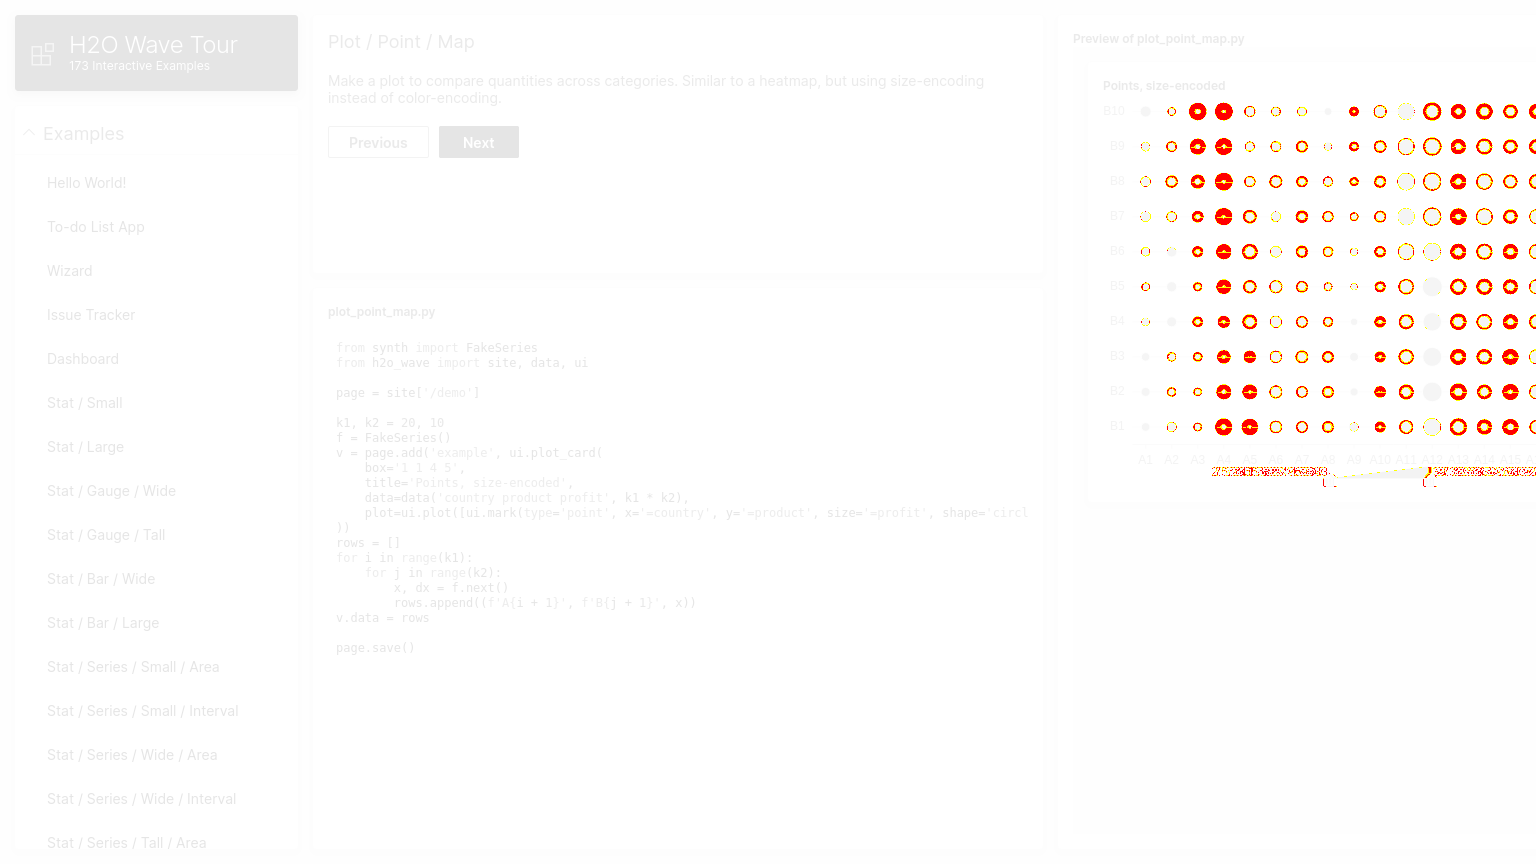 H2O Wave Tour
173 Interactive Examples
Examples
Hello World!
To-do List App
Wizard
Issue Tracker
Dashboard
Stat / Small
Stat / Large
Stat / Gauge / Wide
Stat / Gauge / Tall
Stat / Bar / Wide
Stat / Bar / Large
Stat / Series / Small / Area
Stat / Series / Small / Interval
Stat / Series / Wide / Area
Stat / Series / Wide / Interval
Stat / Series / Tall / Area
Plot / Point / Map
Make a plot to compare quantities across categories. Similar to a heatmap, but using size-encoding
instead of color-encoding.
Previous
Next
plot_point_map.py
from synth import FakeSeries
from h2o_wave import site, data, ui
page = site['/demo']
k1, k2 = 20, 10
f = FakeSeries()
v = page.add('example', ui.plot_card(
    box='1 1 4 5',
    title='Points, size-encoded',
    data=data('country product profit', k1 * k2),
    plot=ui.plot([ui.mark(type='point', x='=country', y='=product', size='=profit', shape='circl
))
rows = []
for i in range(k1):
    for j in range(k2):
        x, dx = f.next()
        rows.append((f'A{i + 1}', f'B{j + 1}', x))
v.data = rows
page.save()
Preview of plot_point_map.py
Points, size-encoded
B10
B9
B8
B7
B6
B5
B4
B3
B2
B1
A1 A2 A3 A4 A5 A6 A7 A8 A9 A10 A11 A12 A13 A14 A15